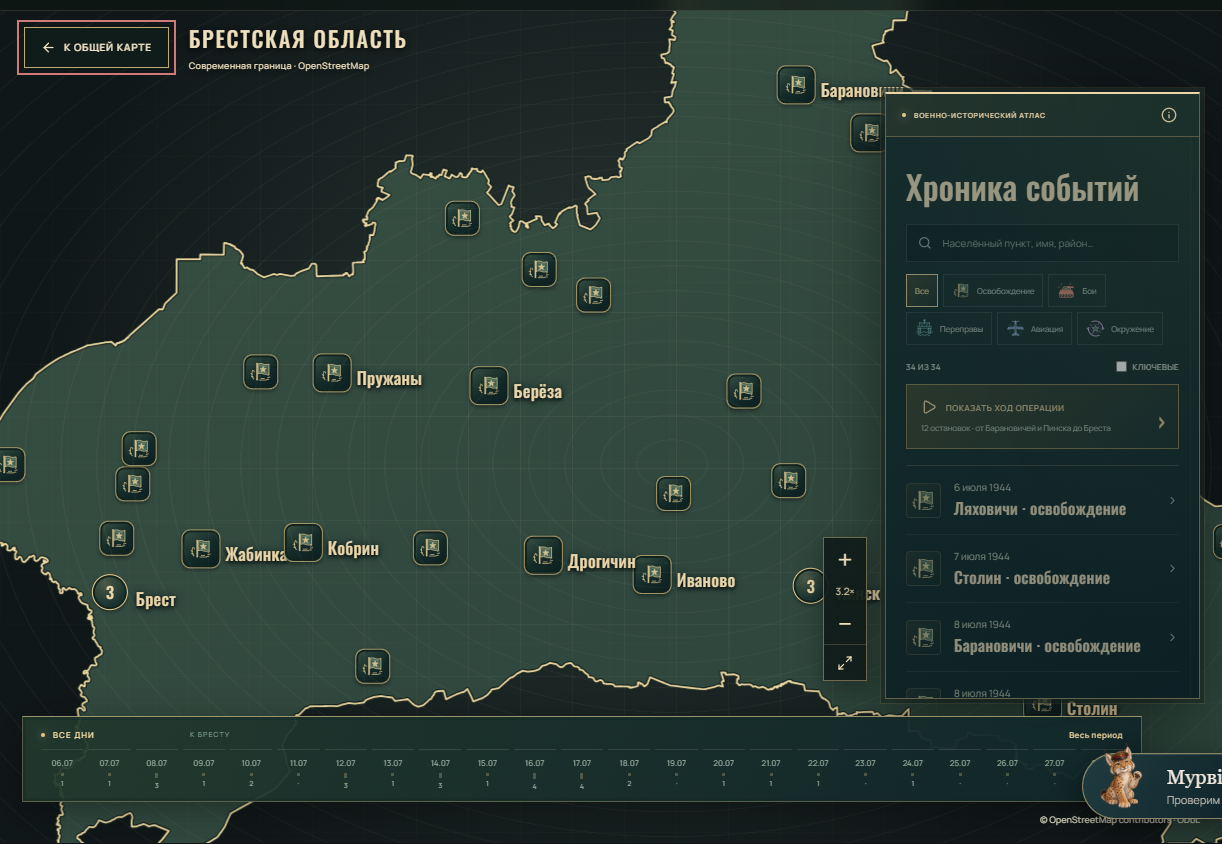 К ОБЩЕЙ КАРТЕ
БРЕСТСКАЯ ОБЛАСТЬ
Современная граница · OpenStreetMap
ВОЕННО-ИСТОРИЧЕСКИЙ АТЛАС
Хроника событий
Населённый пункт, имя, район...
Все
Освобождение
Бои
Переправы
Авиация
Окружение
34 ИЗ 34
КЛЮЧЕВЫЕ
ПОКАЗАТЬ ХОД ОПЕРАЦИИ
12 остановок · от Барановичей и Пинска до Бреста
6 июля 1944
Ляховичи · освобождение
7 июля 1944
Столин · освобождение
8 июля 1944
Барановичи · освобождение
8 июля 1944
Пружаны
Берёза
Жабинка
Кобрин
Дрогичин
Иваново
3
Брест
3
3.2×
Столин
ВСЕ ДНИ
К БРЕСТУ
Весь период
06.07 07.07 08.07 09.07 10.07 11.07 12.07 13.07 14.07 15.07 16.07 17.07 18.07 19.07 20.07 21.07 22.07 23.07 24.07 25.07 26.07 27.07
1 1 3 1 2 · 3 1 3 1 4 4 2 · 1 1 1 · 1 · · ·
Мурві
Проверим
© OpenStreetMap contributors · ODbL